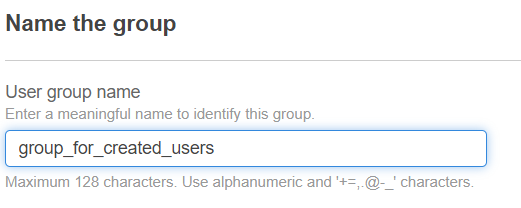 Name the group
User group name
Enter a meaningful name to identify this group.
group_for_created_users
Maximum 128 characters. Use alphanumeric and '+=,.@-_' characters.